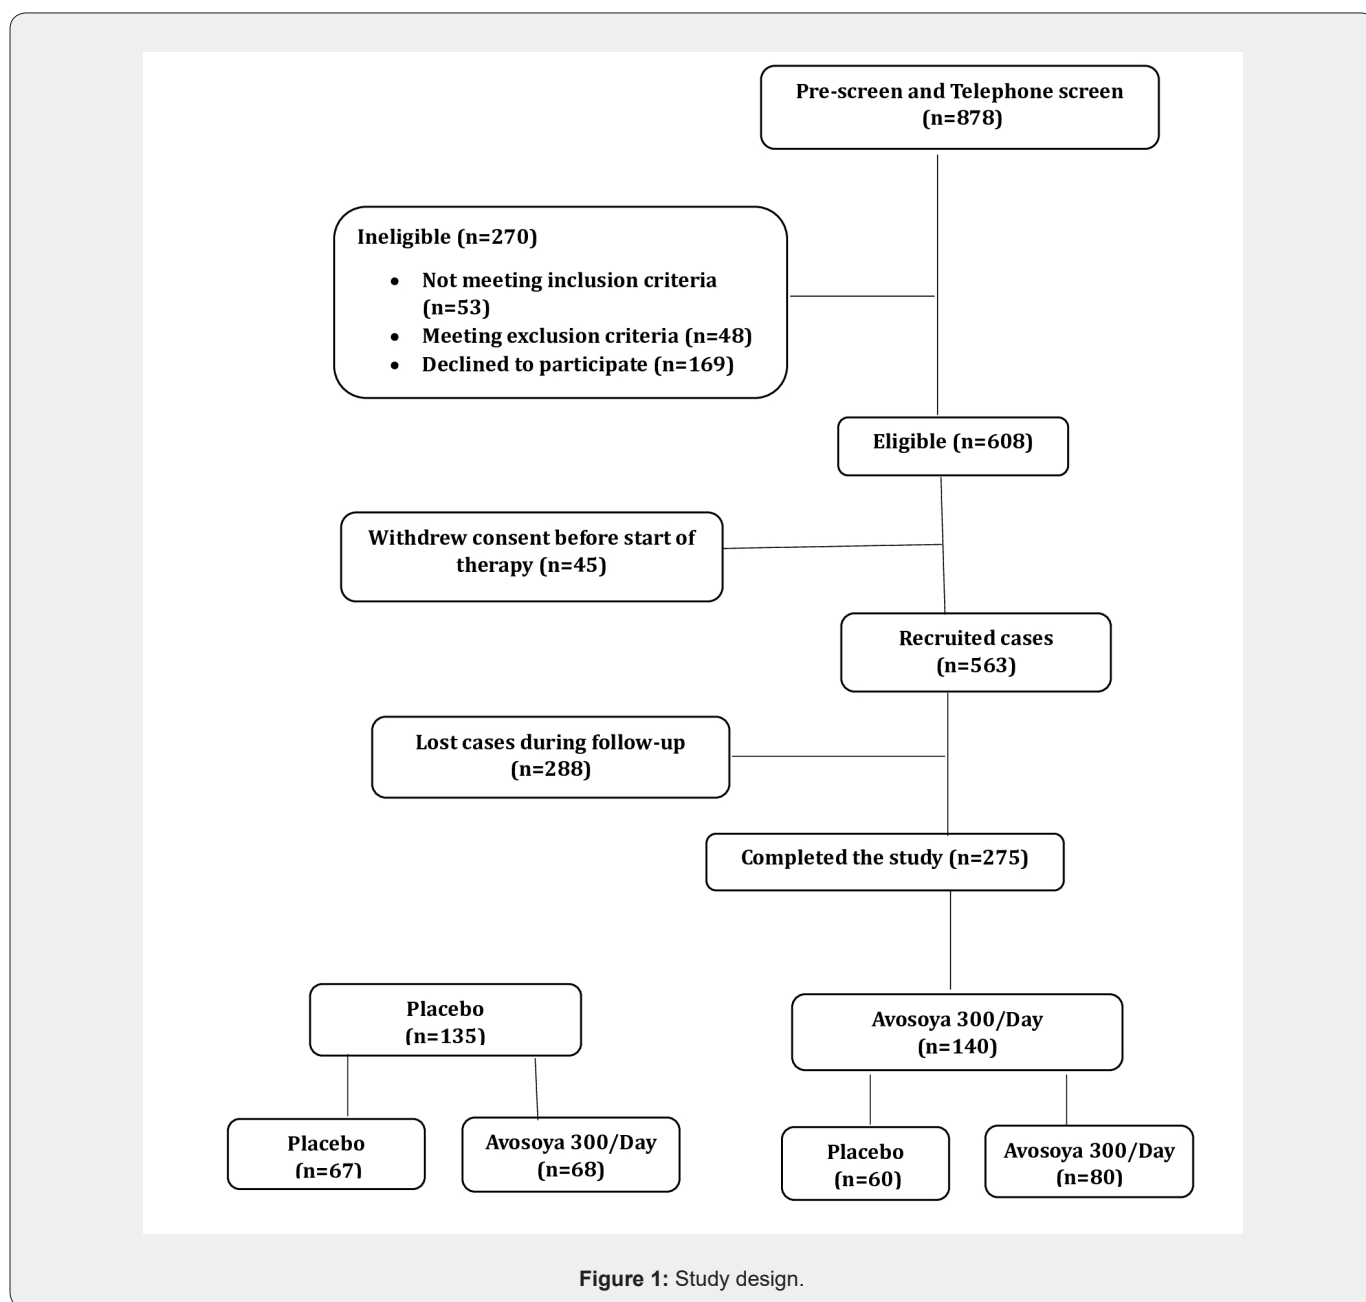 Pre-screen and Telephone screen
(n=878)
Ineligible (n=270)
• Not meeting inclusion criteria
(n=53)
• Meeting exclusion criteria (n=48)
• Declined to participate (n=169)
Eligible (n=608)
Withdrew consent before start of
therapy (n=45)
Recruited cases
(n=563)
Lost cases during follow-up
(n=288)
Completed the study (n=275)
Placebo
(n=135)
Avosoya 300/Day
(n=140)
Placebo
(n=67)
Avosoya 300/Day
(n=68)
Placebo
(n=60)
Avosoya 300/Day
(n=80)
Figure 1: Study design.